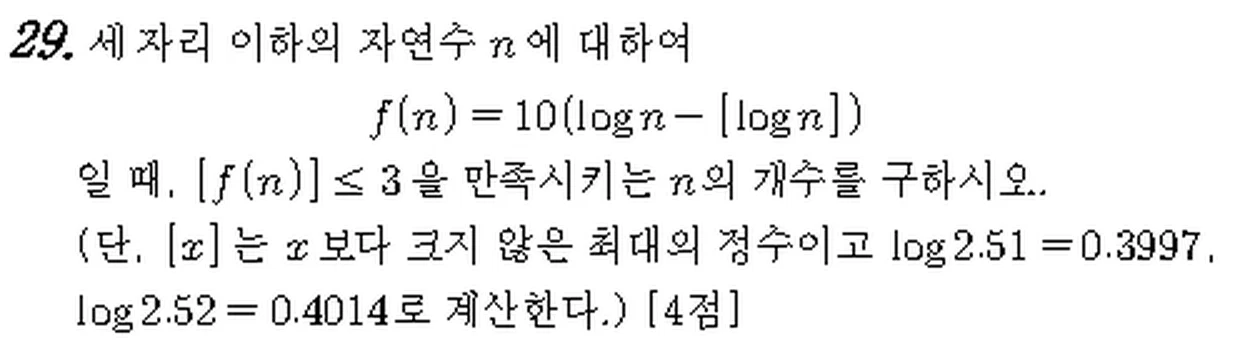 29. 세 자리 이하의 자연수 n에 대하여
f(n) = 10(log n − [log n])
일 때, [f(n)] ≤ 3을 만족시키는 n의 개수를 구하시오.
(단, [x]는 x보다 크지 않은 최대의 정수이고 log 2.51 = 0.3997,
log 2.52 = 0.4014로 계산한다.) [4점]